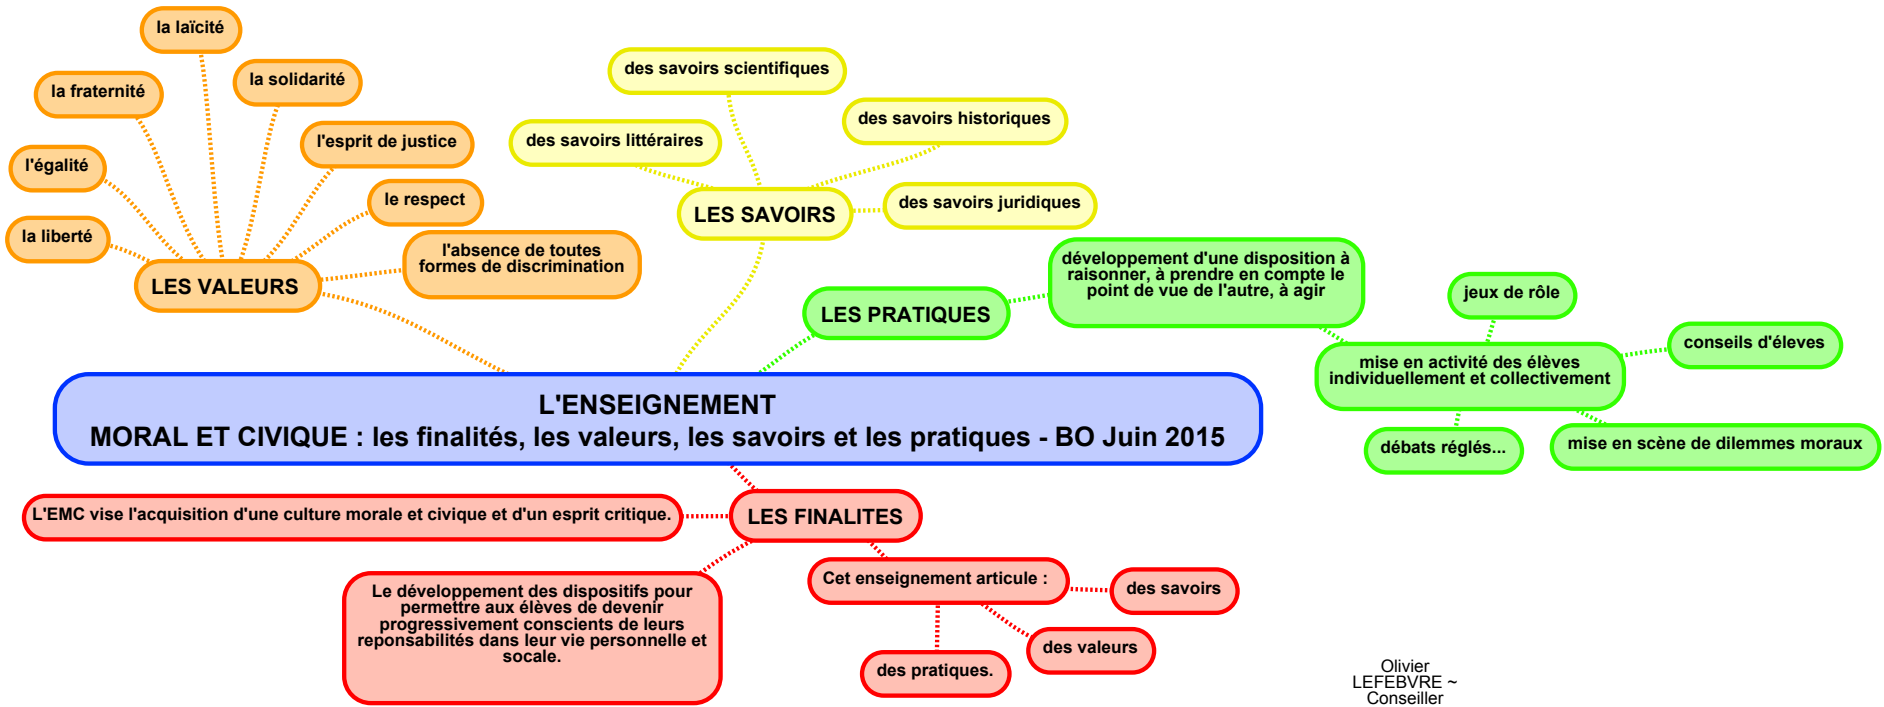 la laïcité
la solidarité
la fraternité
l'esprit de justice
l'égalité
le respect
la liberté
l'absence de toutes
formes de discrimination
LES VALEURS
des savoirs scientifiques
des savoirs historiques
des savoirs littéraires
des savoirs juridiques
LES SAVOIRS
LES PRATIQUES
développement d'une disposition à
raisonner, à prendre en compte le
point de vue de l'autre, à agir
jeux de rôle
conseils d'éleves
mise en activité des élèves
individuellement et collectivement
débats réglés...
mise en scène de dilemmes moraux
L'ENSEIGNEMENT
MORAL ET CIVIQUE : les finalités, les valeurs, les savoirs et les pratiques - BO Juin 2015
L'EMC vise l'acquisition d'une culture morale et civique et d'un esprit critique.
LES FINALITES
Le développement des dispositifs pour
permettre aux élèves de devenir
progressivement conscients de leurs
reponsabilités dans leur vie personnelle et
socale.
Cet enseignement articule :
des savoirs
des valeurs
des pratiques.
Olivier
LEFEBVRE ~
Conseiller